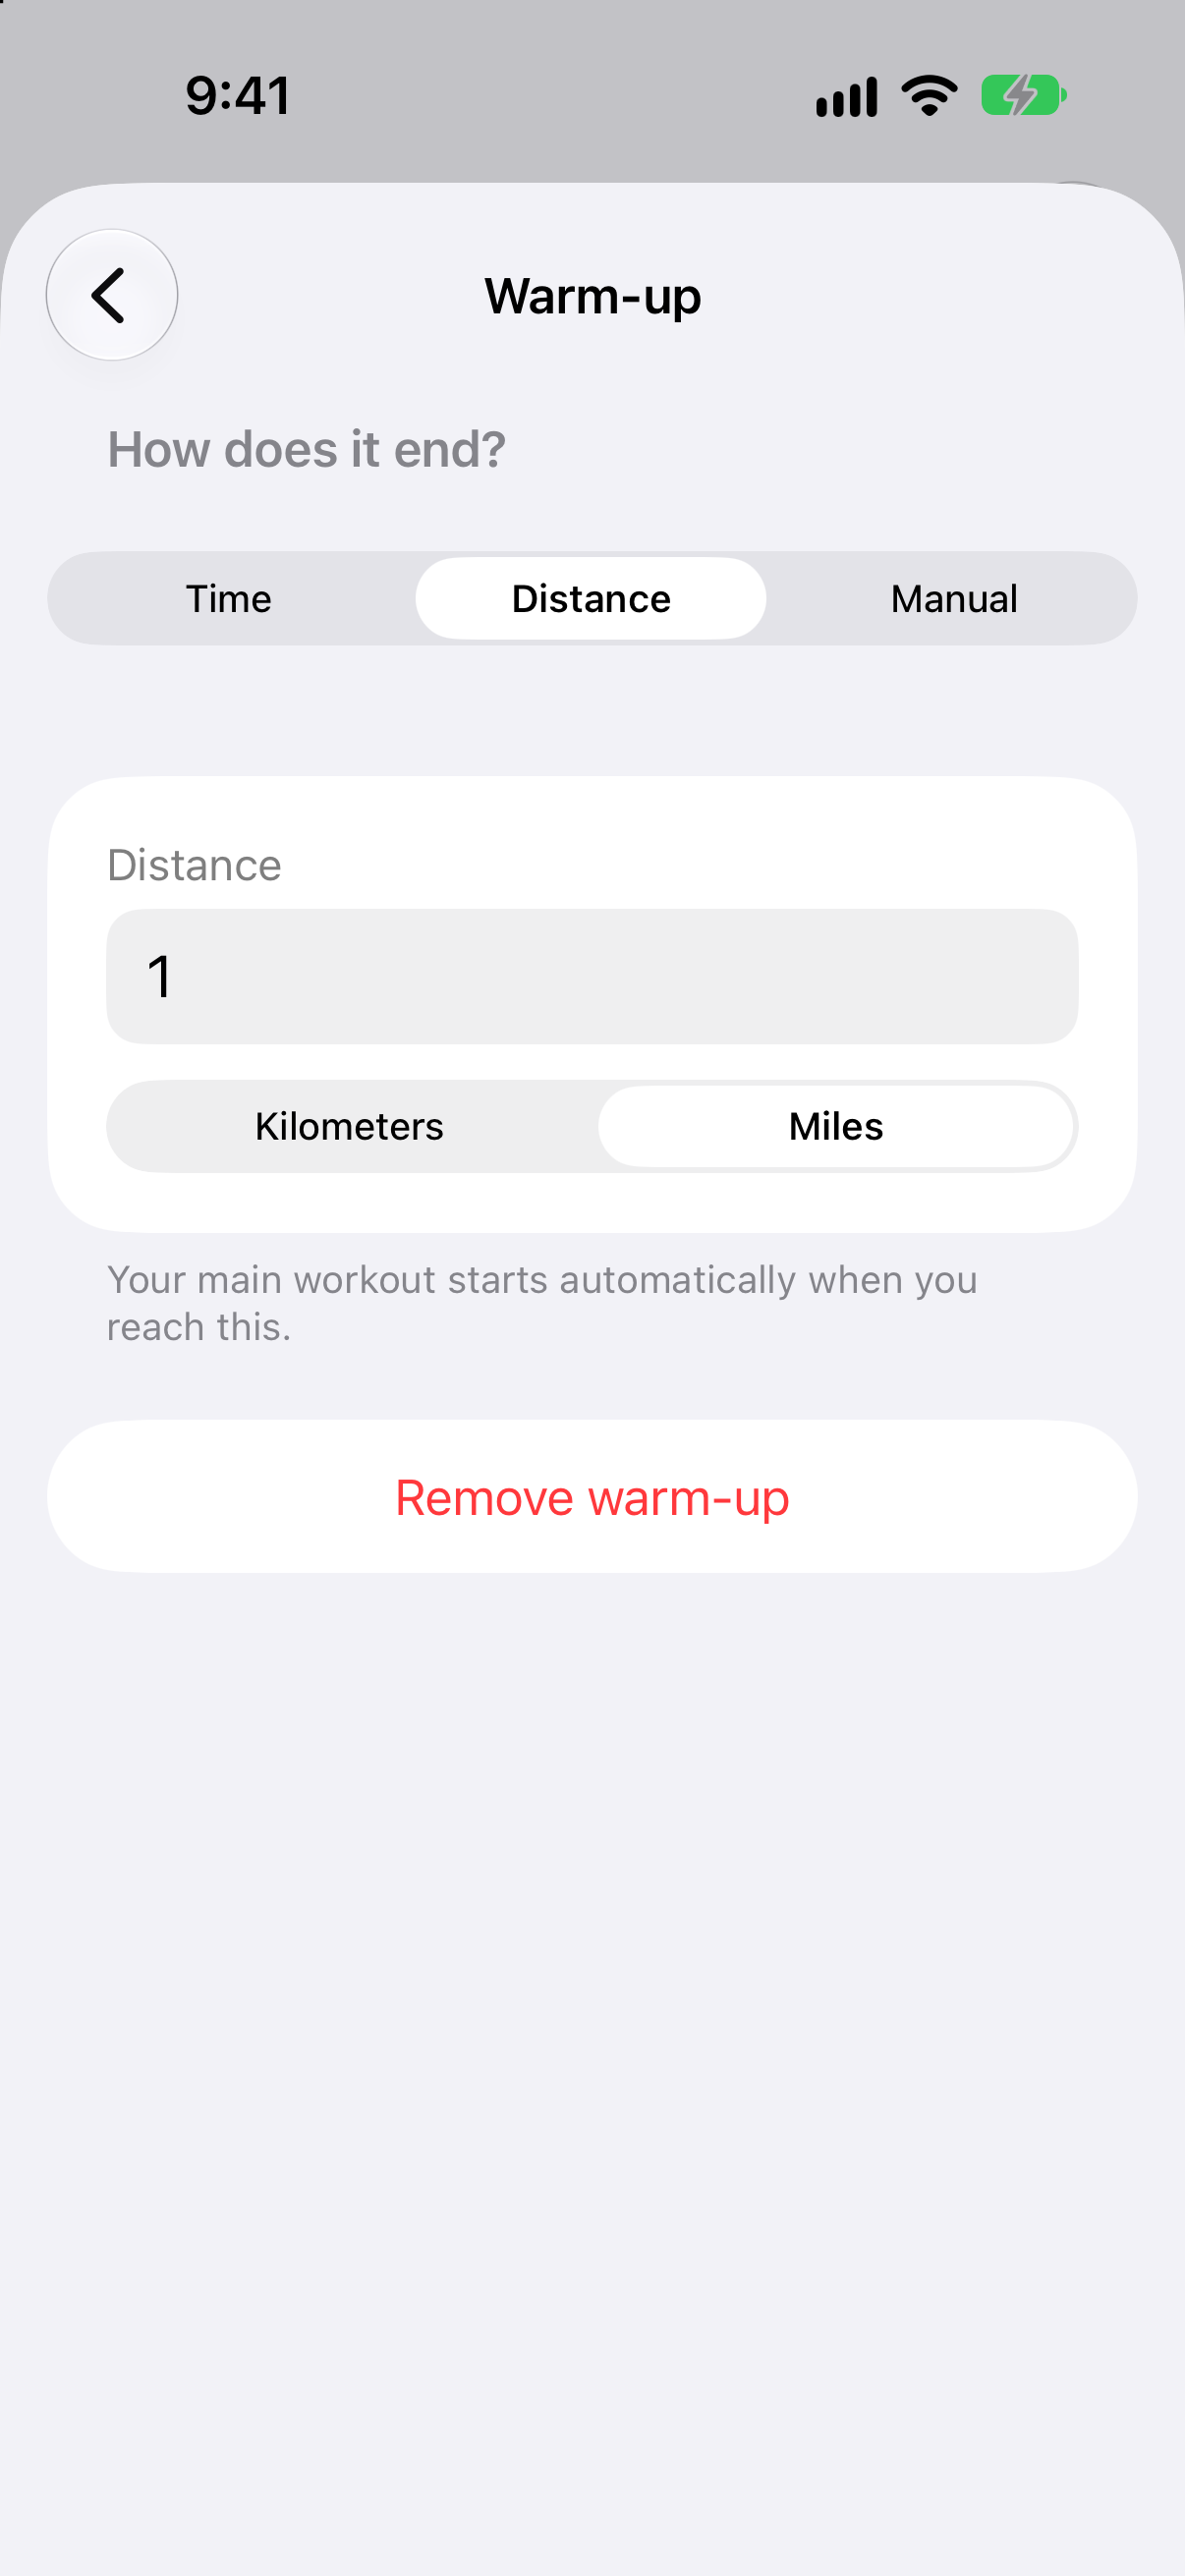 9:41
Warm-up
How does it end?
Time Distance Manual
Distance
1
Kilometers Miles
Your main workout starts automatically when you
reach this.
Remove warm-up